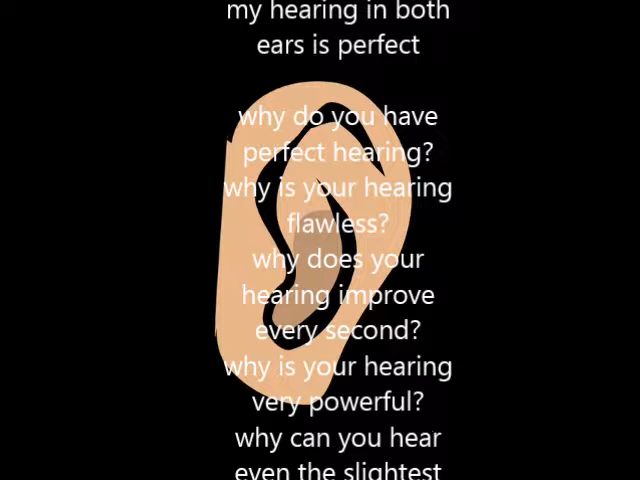 my hearing in both
ears is perfect
why do you have
perfect hearing?
why is your hearing
flawless?
why does your
hearing improve
every second?
why is your hearing
very powerful?
why can you hear
even the slightest